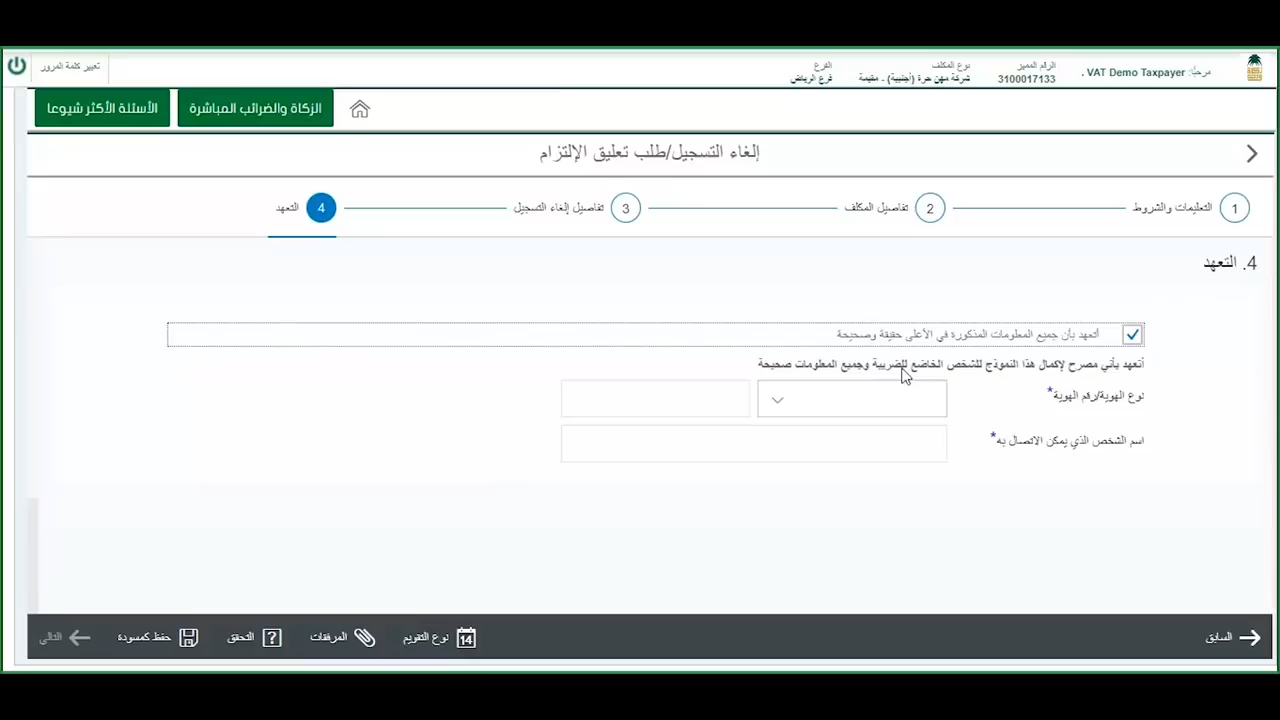 مرحبًا: VAT Demo Taxpayer .
الرقم المميز
3100017133
نوع المكلف
شركة مهن حرة (أجنبية) - مقيمة
الفرع
فرع الرياض
تغيير كلمة المرور
الزكاة والضرائب المباشرة
الأسئلة الأكثر شيوعا
إلغاء التسجيل/طلب تعليق الإلتزام
1 التعليمات والشروط
2 تفاصيل المكلف
3 تفاصيل إلغاء التسجيل
4 التعهد
4. التعهد
أتعهد بأن جميع المعلومات المذكورة في الأعلى حقيقة وصحيحة
أتعهد بأني مصرح لإكمال هذا النموذج للشخص الخاضع للضريبة وجميع المعلومات صحيحة
نوع الهوية/رقم الهوية*
اسم الشخص الذي يمكن الاتصال به*
السابق
14 نوع التقويم
المرفقات
التحقق
حفظ كمسودة
التالي